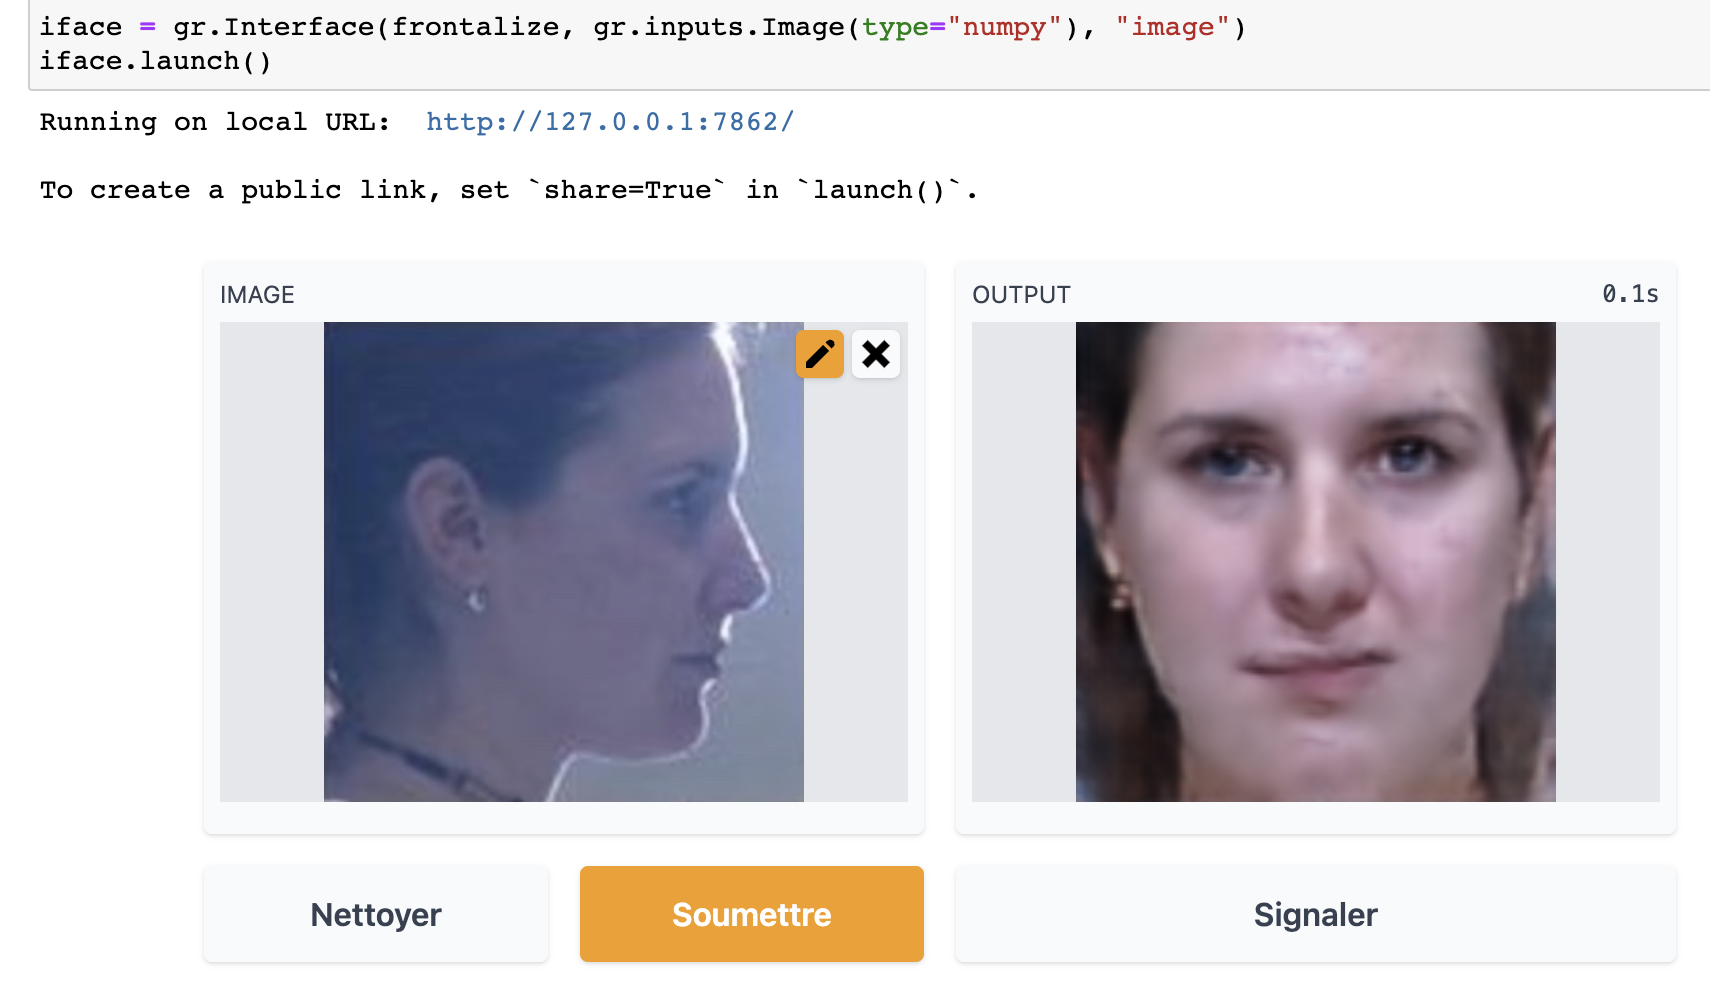 iface = gr.Interface(frontalize, gr.inputs.Image(type="numpy"), "image")
iface.launch()
Running on local URL:  http://127.0.0.1:7862/
To create a public link, set `share=True` in `launch()`.
IMAGE
OUTPUT 0.1s
Nettoyer
Soumettre
Signaler